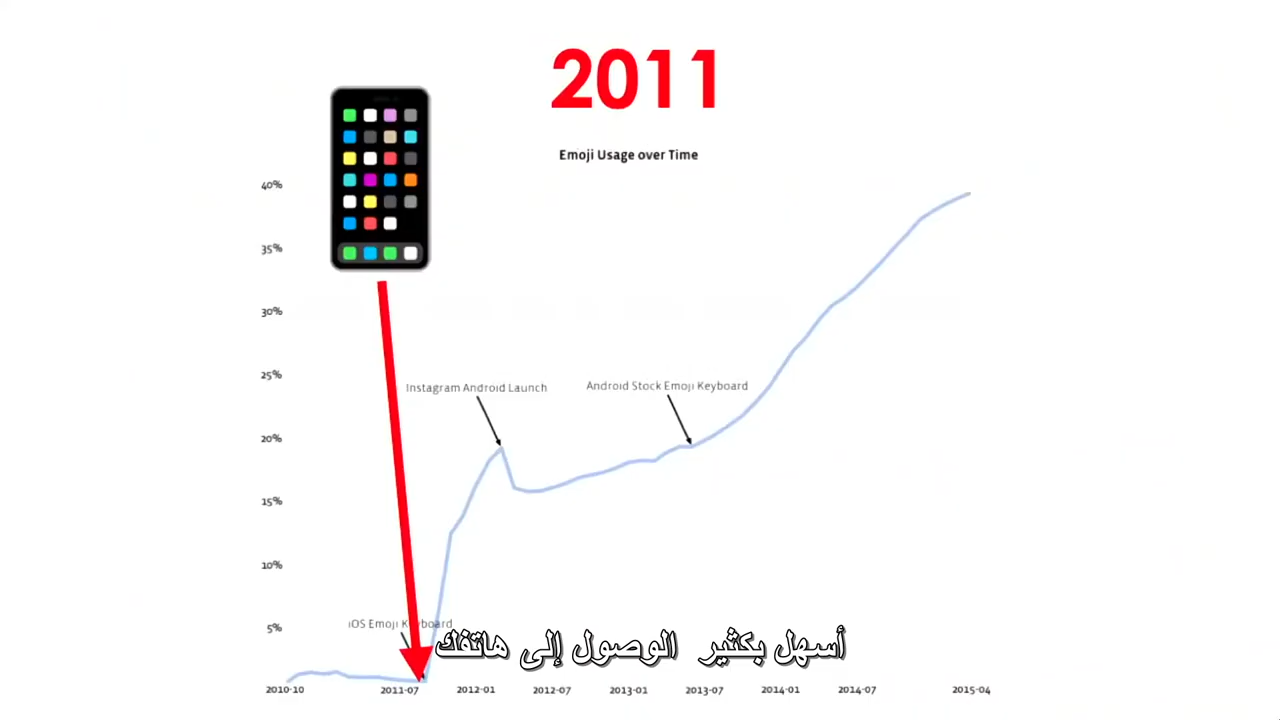 2011
Emoji Usage over Time
40%
35%
30%
25%
20%
15%
10%
5%
Instagram Android Launch
Android Stock Emoji Keyboard
iOS Emoji Keyboard
أسهل بكثير الوصول إلى هاتفك
2010-10 2011-07 2012-01 2012-07 2013-01 2013-07 2014-01 2014-07 2015-04